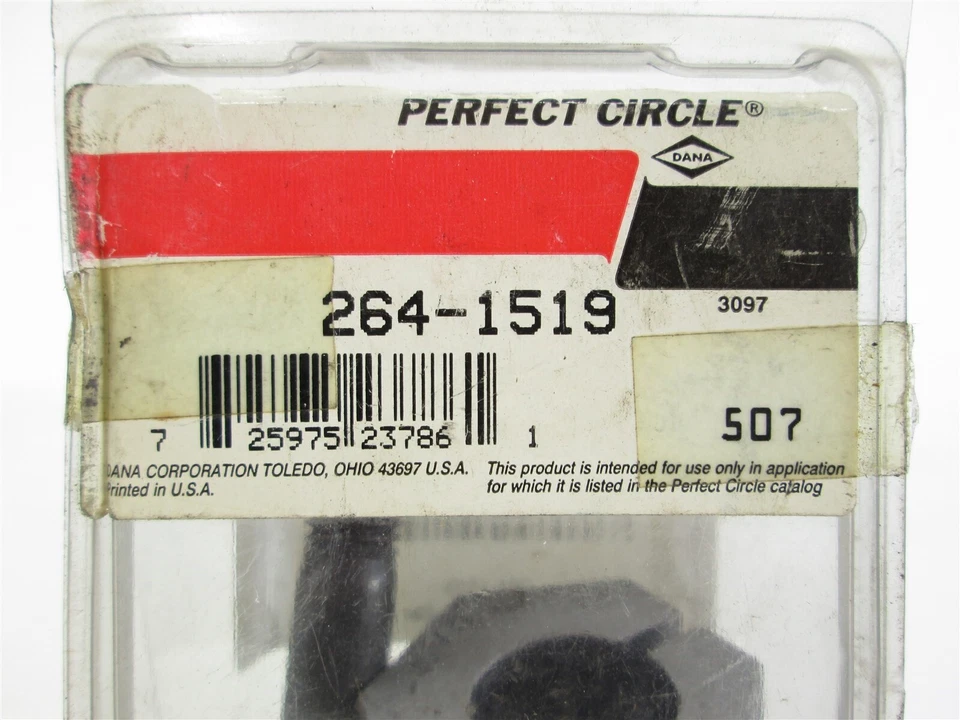 PERFECT CIRCLE®
DANA
3097
264-1519
507
7 25975 23786 1
DANA CORPORATION TOLEDO, OHIO 43697 U.S.A.
Printed in U.S.A.
This product is intended for use only in application
for which it is listed in the Perfect Circle catalog